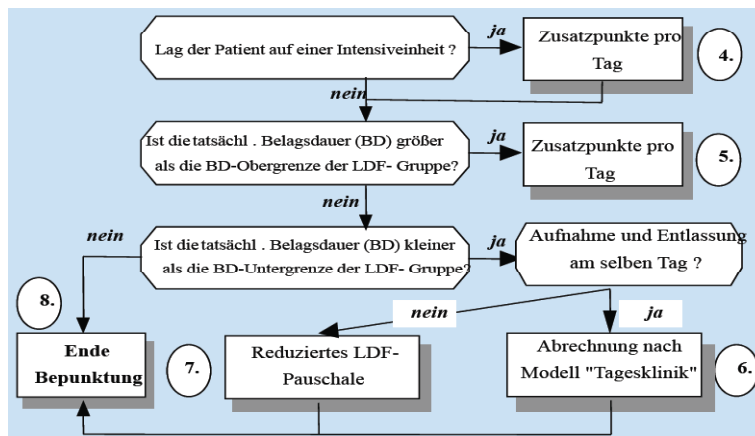 Lag der Patient auf einer Intensiveinheit ?
ja
Zusatzpunkte pro
Tag
4.
nein
Ist die tatsächl . Belagsdauer (BD) größer
als die BD-Obergrenze der LDF- Gruppe?
ja
Zusatzpunkte pro
Tag
5.
nein
nein
Ist die tatsächl . Belagsdauer (BD) kleiner
als die BD-Untergrenze der LDF- Gruppe?
ja
Aufnahme und Entlassung
am selben Tag ?
8.
nein
ja
Ende
Bepunktung
7.
Reduziertes LDF-
Pauschale
Abrechnung nach
Modell "Tagesklinik"
6.